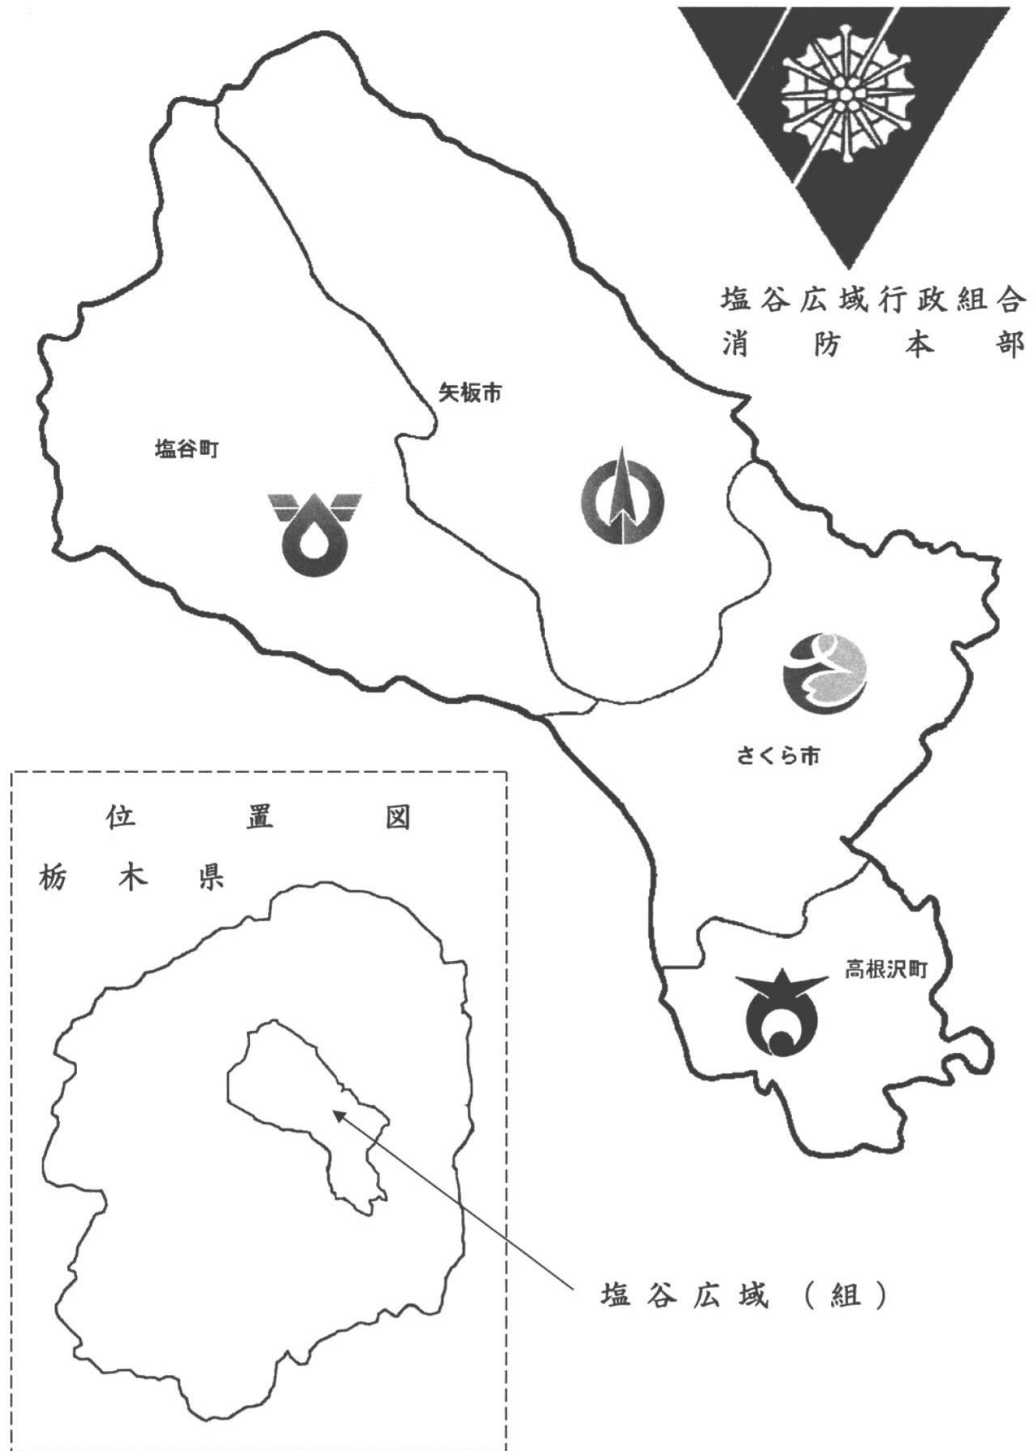 塩谷広域行政組合
消防本部
矢板市
塩谷町
さくら市
位置図
栃木県
高根沢町
塩谷広域(組)